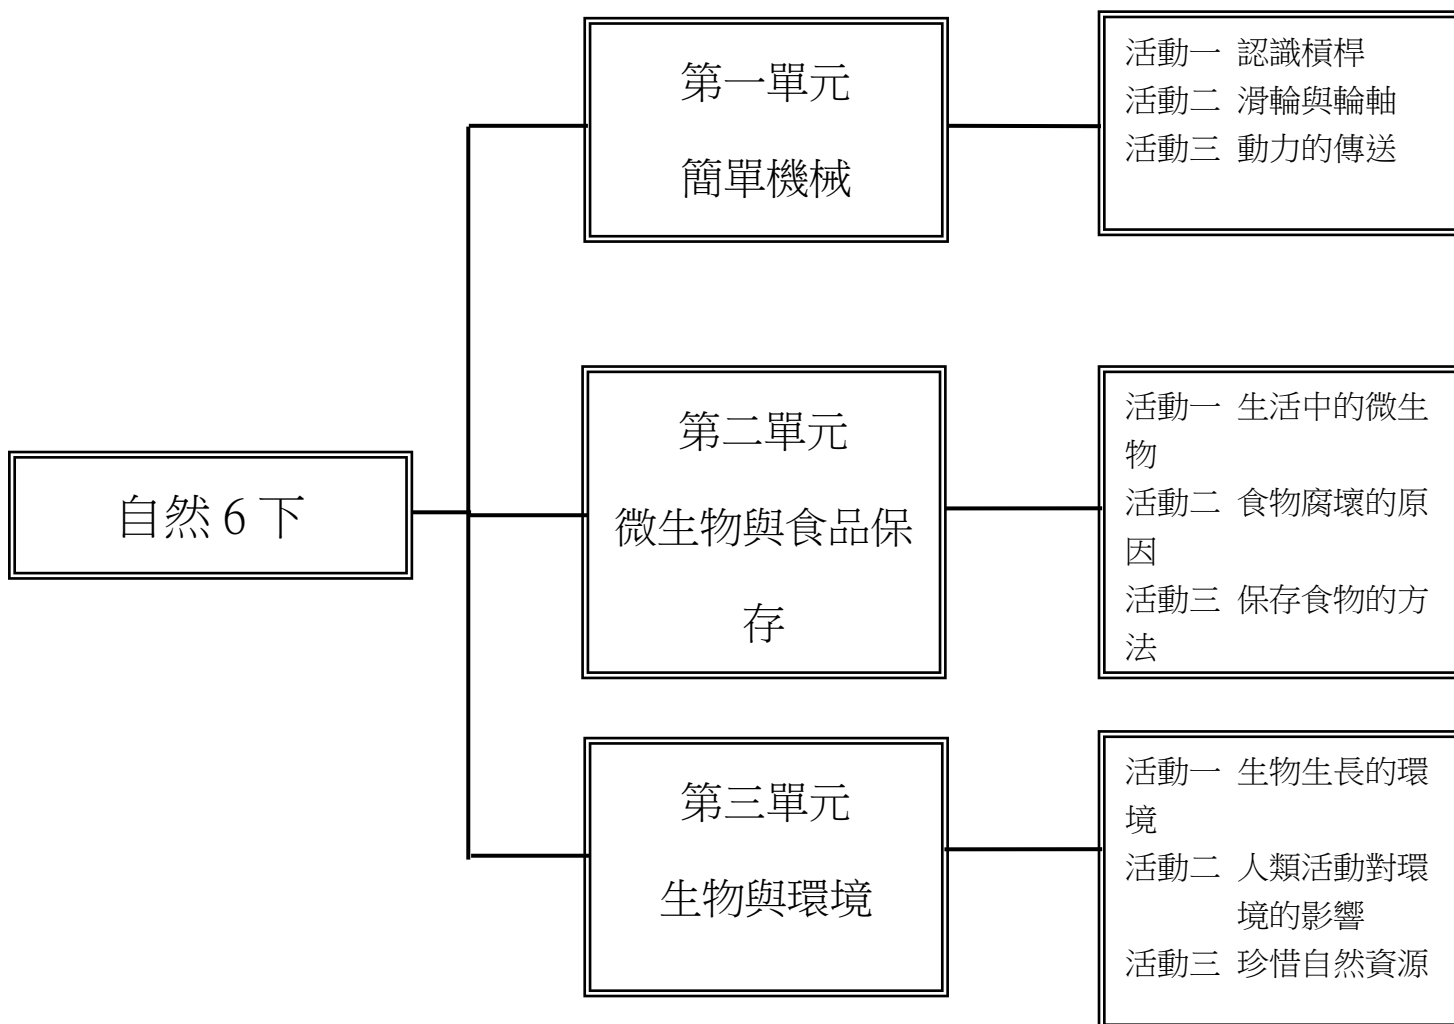 自然 6 下
第一單元
簡單機械
活動一 認識槓桿
活動二 滑輪與輪軸
活動三 動力的傳送
第二單元
微生物與食品保
存
活動一 生活中的微生
物
活動二 食物腐壞的原
因
活動三 保存食物的方
法
第三單元
生物與環境
活動一 生物生長的環
境
活動二 人類活動對環
境的影響
活動三 珍惜自然資源